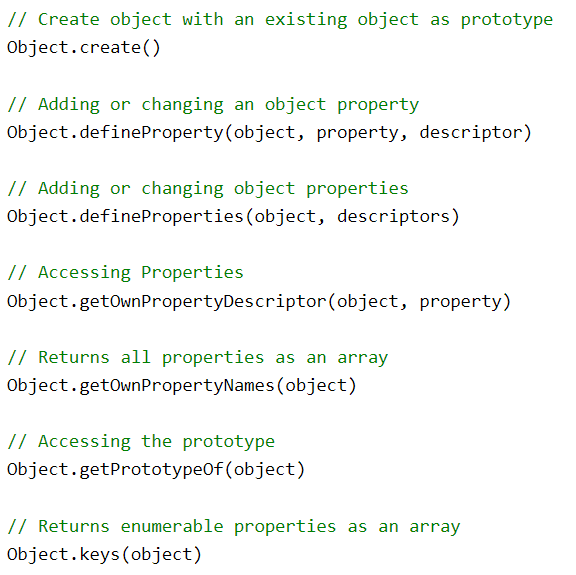 // Create object with an existing object as prototype
Object.create()
// Adding or changing an object property
Object.defineProperty(object, property, descriptor)
// Adding or changing object properties
Object.defineProperties(object, descriptors)
// Accessing Properties
Object.getOwnPropertyDescriptor(object, property)
// Returns all properties as an array
Object.getOwnPropertyNames(object)
// Accessing the prototype
Object.getPrototypeOf(object)
// Returns enumerable properties as an array
Object.keys(object)